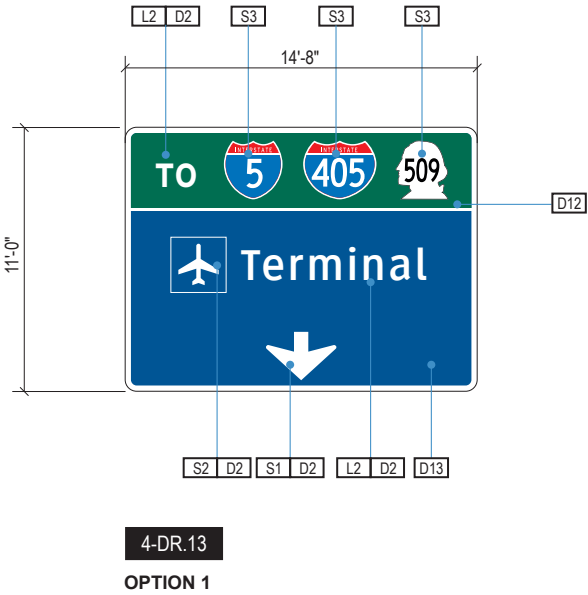 L2 D2 S3 S3 S3
14'-8"
INTERSTATE INTERSTATE
TO 5 405 509
D12
11'-0"
Terminal
S2 D2 S1 D2 L2 D2 D13
4-DR.13
OPTION 1